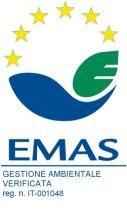 EMAS
GESTIONE AMBIENTALE
VERIFICATA
reg. n. IT-001048